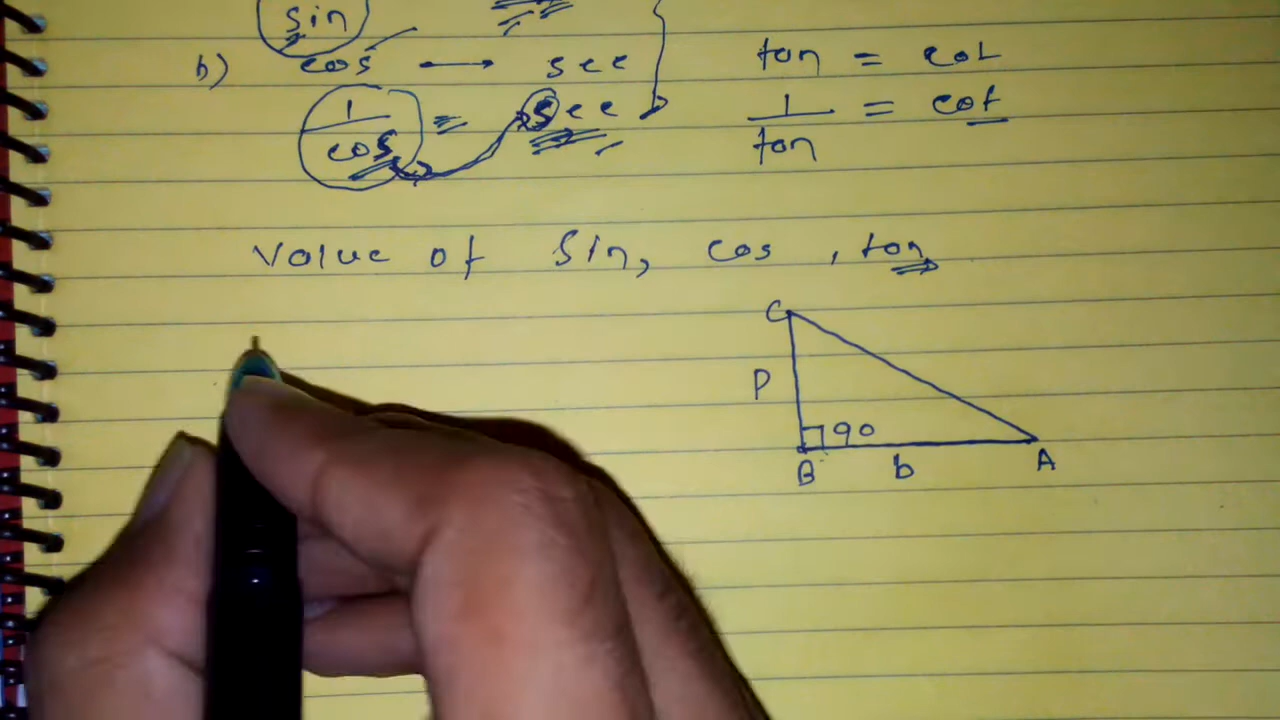 sin
b) cos → sec tan = cot
1/cos = sec 1/tan = cot
Value of Sin, cos , tan
C
P
90
B b A